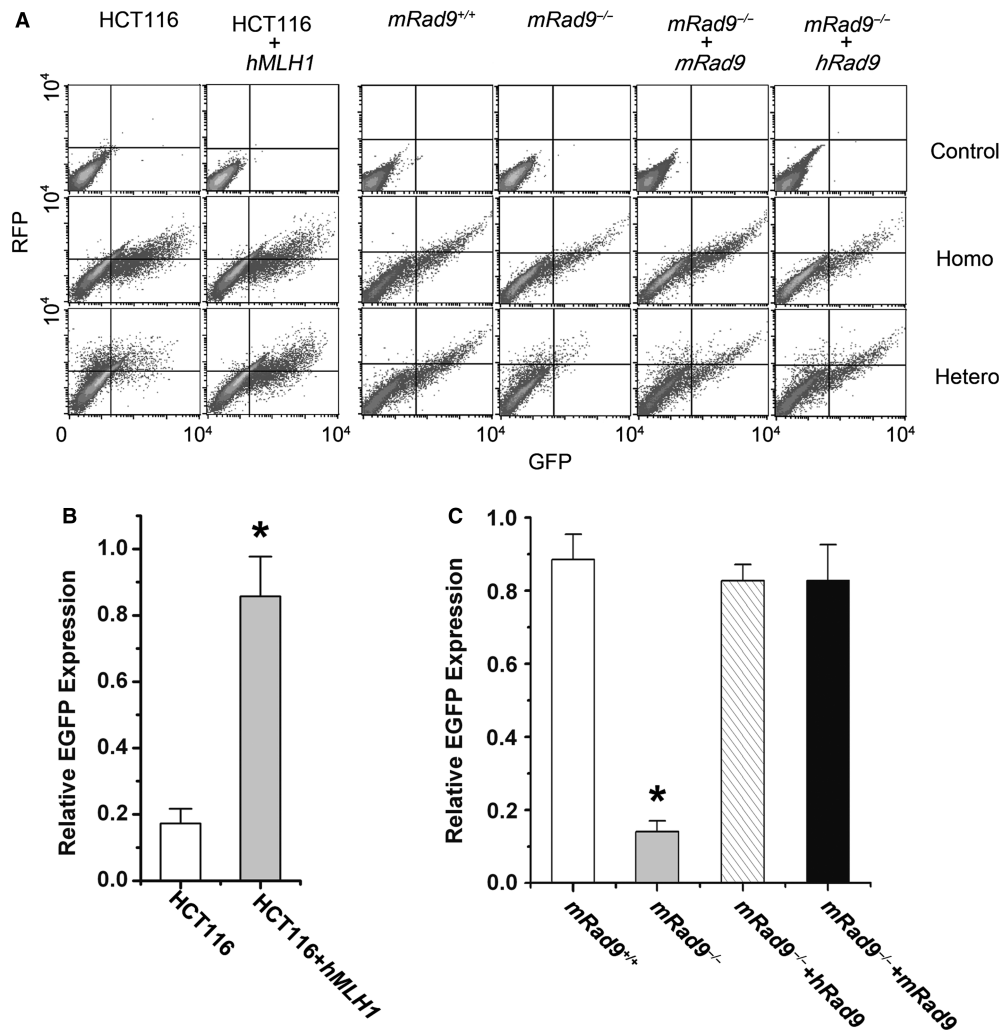 A
HCT116
HCT116
+
hMLH1
mRad9+/+
mRad9–/–
mRad9–/–
+
mRad9
mRad9–/–
+
hRad9
10⁴
Control
10⁴
RFP
Homo
10⁴
Hetero
0
10⁴
10⁴
10⁴
10⁴
10⁴
10⁴
GFP
B
Relative EGFP Expression
1.0
0.8
0.6
0.4
0.2
0.0
*
HCT116
HCT116+hMLH1
C
Relative EGFP Expression
1.0
0.8
0.6
0.4
0.2
0.0
*
mRad9+/+
mRad9–/–
mRad9–/–+hRad9
mRad9–/–+mRad9